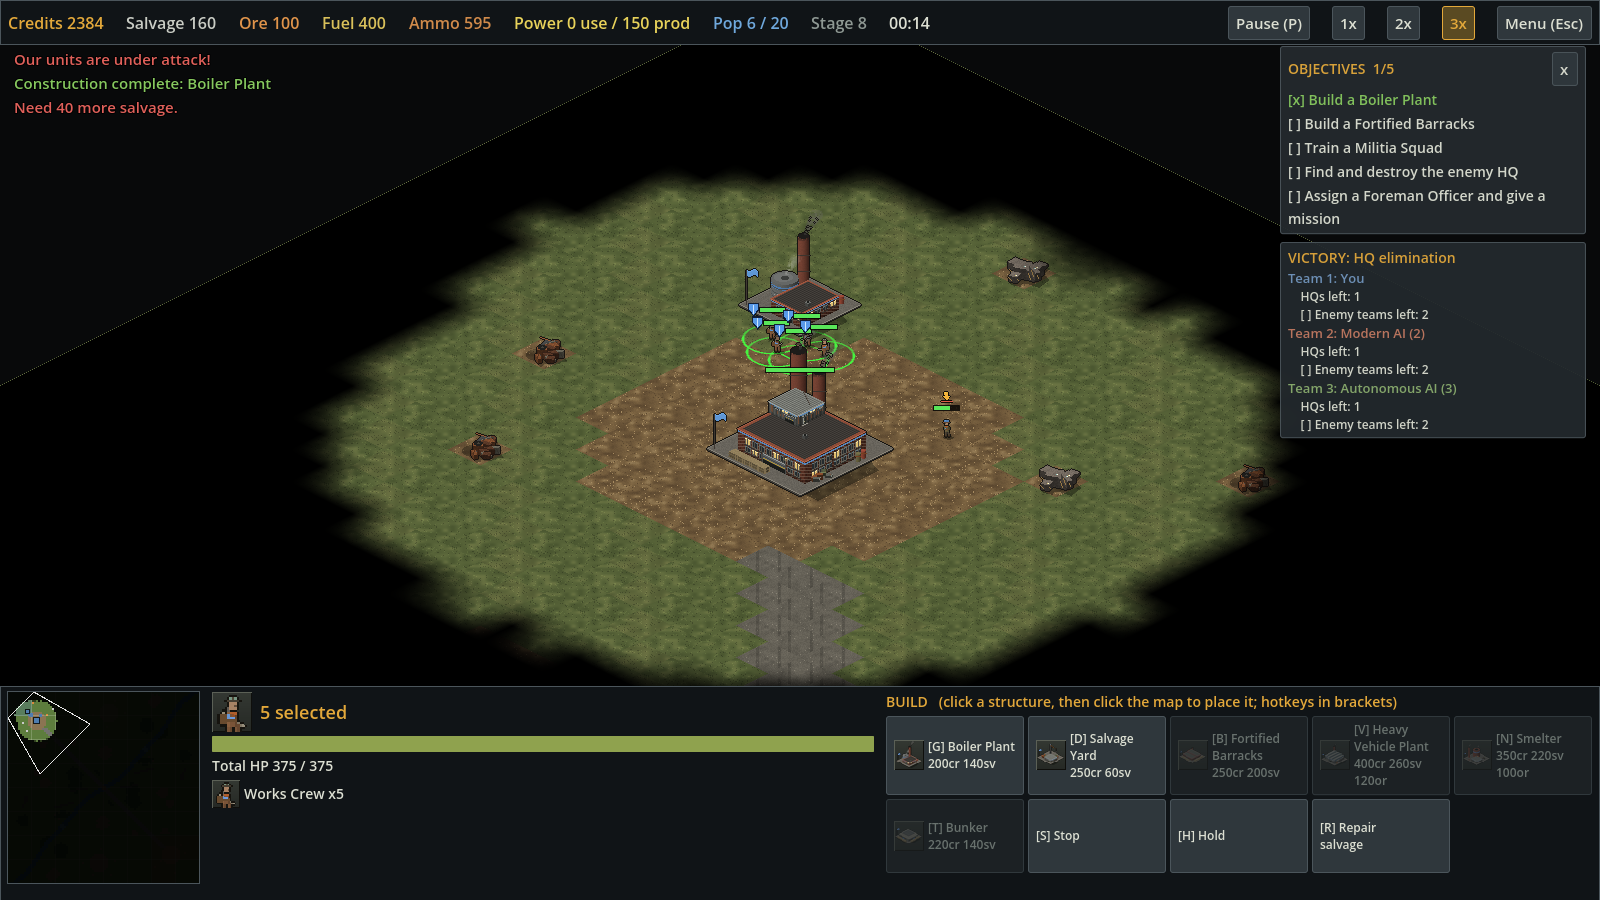 Credits 2384 Salvage 160 Ore 100 Fuel 400 Ammo 595 Power 0 use / 150 prod Pop 6 / 20 Stage 8 00:14 Pause (P) 1x 2x 3x Menu (Esc)
Our units are under attack!
Construction complete: Boiler Plant
Need 40 more salvage.
OBJECTIVES 1/5 x
[x] Build a Boiler Plant
[ ] Build a Fortified Barracks
[ ] Train a Militia Squad
[ ] Find and destroy the enemy HQ
[ ] Assign a Foreman Officer and give a
mission
VICTORY: HQ elimination
Team 1: You
HQs left: 1
[ ] Enemy teams left: 2
Team 2: Modern AI (2)
HQs left: 1
[ ] Enemy teams left: 2
Team 3: Autonomous AI (3)
HQs left: 1
[ ] Enemy teams left: 2
5 selected
Total HP 375 / 375
Works Crew x5
BUILD (click a structure, then click the map to place it; hotkeys in brackets)
[G] Boiler Plant
200cr 140sv
[D] Salvage
Yard
250cr 60sv
[B] Fortified
Barracks
250cr 200sv
[V] Heavy
Vehicle Plant
400cr 260sv
120or
[N] Smelter
350cr 220sv
100or
[T] Bunker
220cr 140sv
[S] Stop
[H] Hold
[R] Repair
salvage